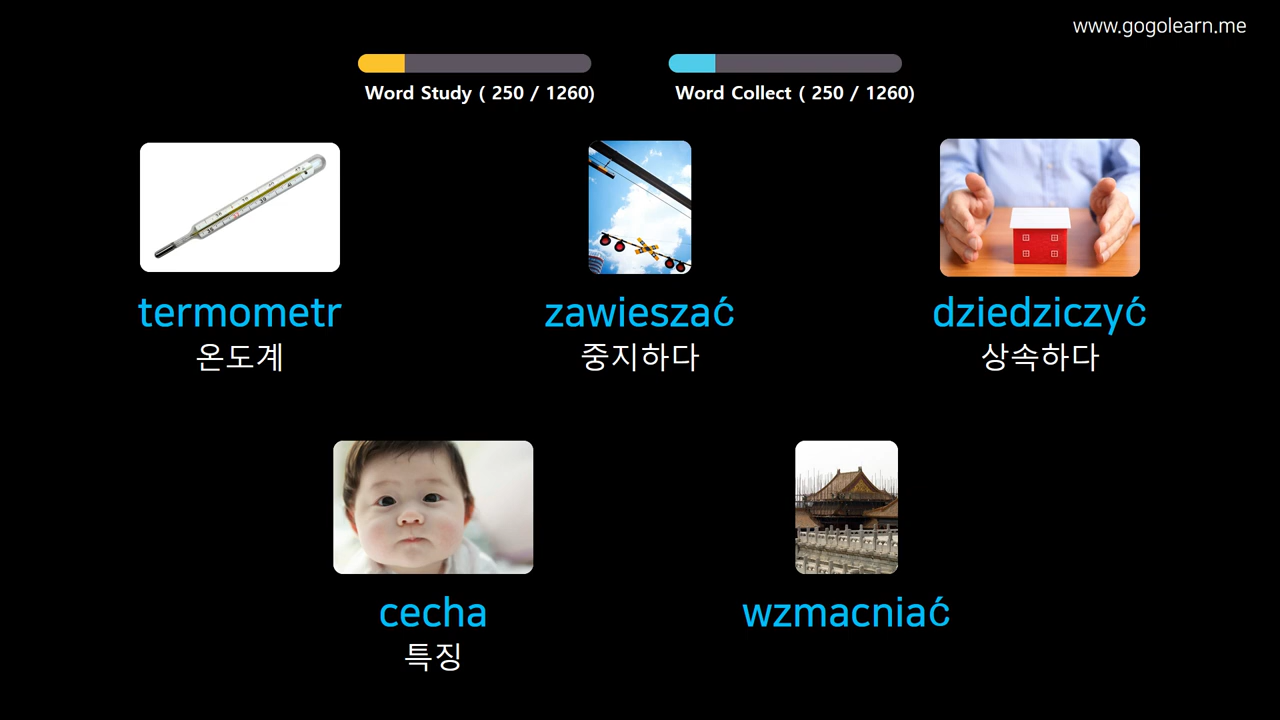 www.gogolearn.me
Word Study ( 250 / 1260)
Word Collect ( 250 / 1260)
termometr
온도계
zawieszać
중지하다
dziedziczyć
상속하다
cecha
특징
wzmacniać